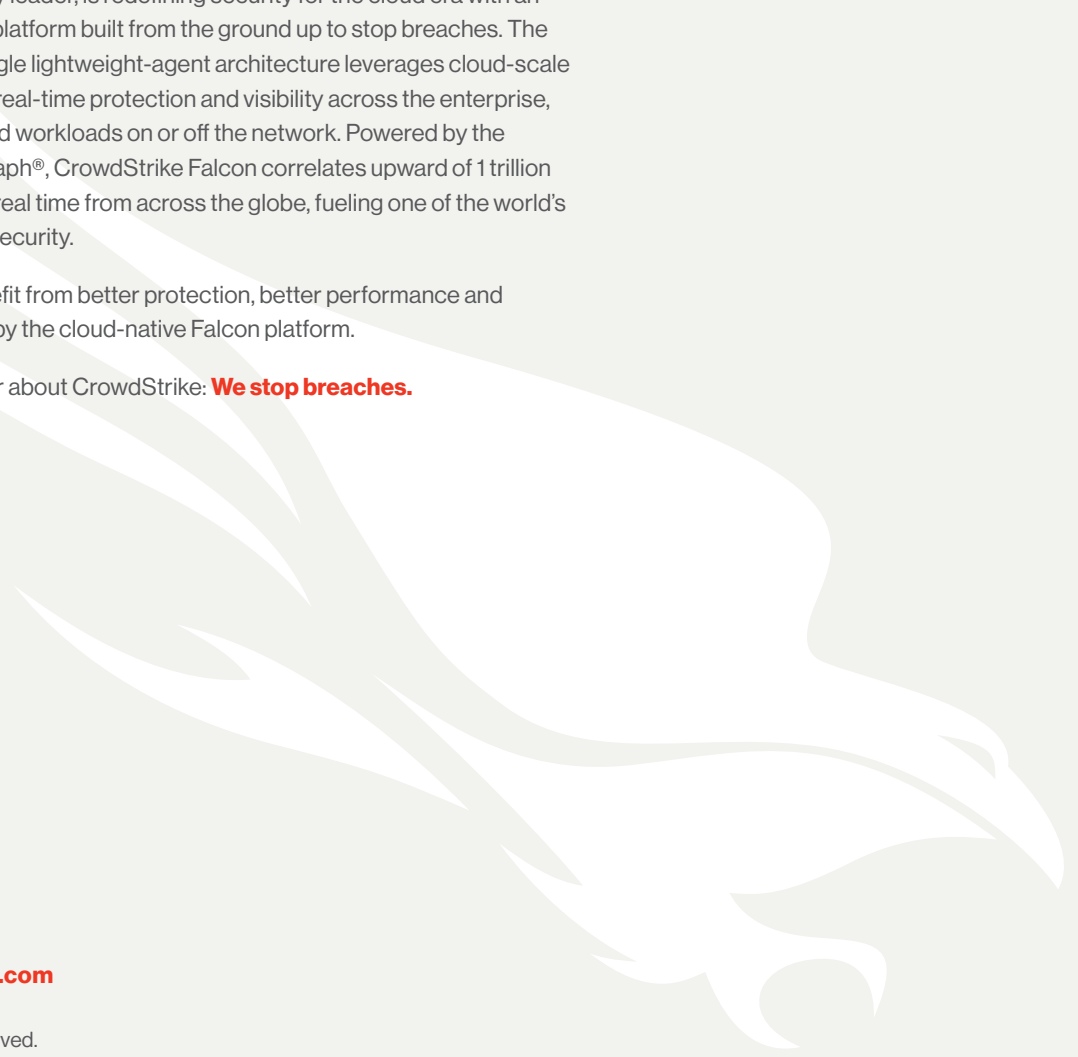 leader, is redefining security for the cloud era with an
platform built from the ground up to stop breaches. The
gle lightweight-agent architecture leverages cloud-scale
real-time protection and visibility across the enterprise,
d workloads on or off the network. Powered by the
aph®, CrowdStrike Falcon correlates upward of 1 trillion
real time from across the globe, fueling one of the world's
ecurity.
efit from better protection, better performance and
by the cloud-native Falcon platform.
r about CrowdStrike: We stop breaches.
.com
ved.